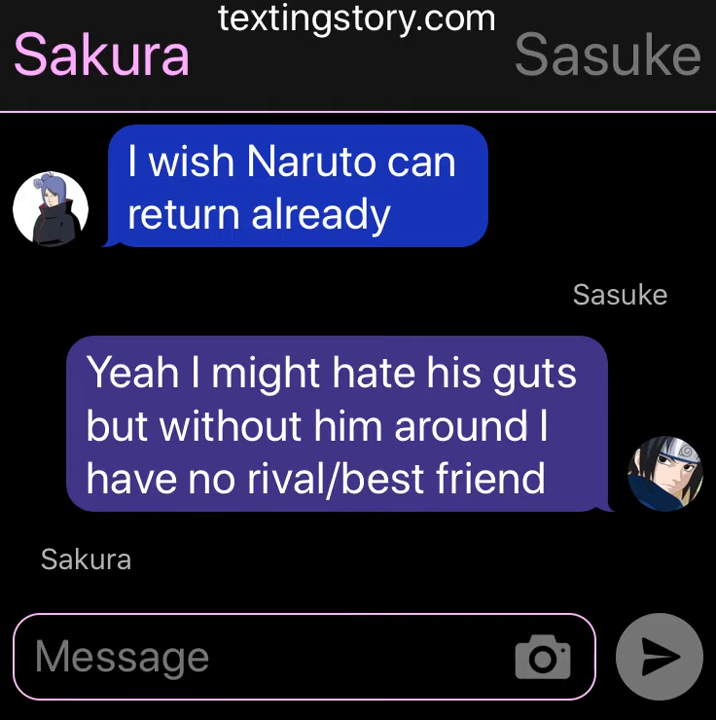 textingstory.com
Sakura
Sasuke
I wish Naruto can
return already
Sasuke
Yeah I might hate his guts
but without him around I
have no rival/best friend
Sakura
Message